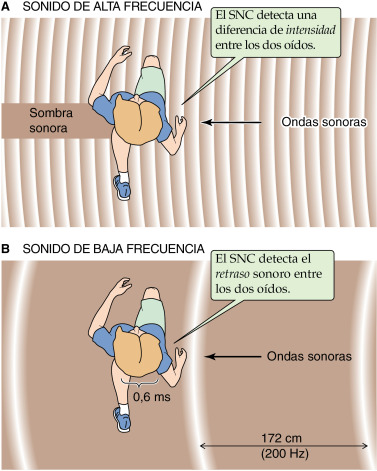 A SONIDO DE ALTA FRECUENCIA
El SNC detecta una
diferencia de intensidad
entre los dos oídos.
Sombra
sonora
Ondas sonoras
B SONIDO DE BAJA FRECUENCIA
El SNC detecta el
retraso sonoro entre
los dos oídos.
Ondas sonoras
0,6 ms
172 cm
(200 Hz)